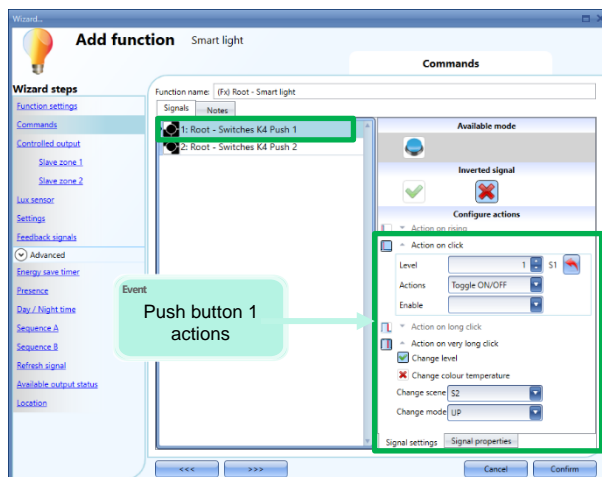 Wizard...
Add function Smart light
Commands
Wizard steps
Function settings
Commands
Controlled output
Slave zone 1
Slave zone 2
Lux sensor
Settings
Feedback signals
Advanced
Energy save timer
Presence
Day / Night time
Sequence A
Sequence B
Refresh signal
Available output status
Location
Function name: (Fx) Root - Smart light
Signals Notes
1: Root - Switches K4 Push 1
2: Root - Switches K4 Push 2
Event
Push button 1
actions
Available mode
Inverted signal
Configure actions
Action on rising
Action on click
Level 1 S1
Actions Toggle ON/OFF
Enable
Action on long click
Action on very long click
Change level
Change colour temperature
Change scene S2
Change mode UP
Signal settings Signal properties
<<< >>> Cancel Confirm